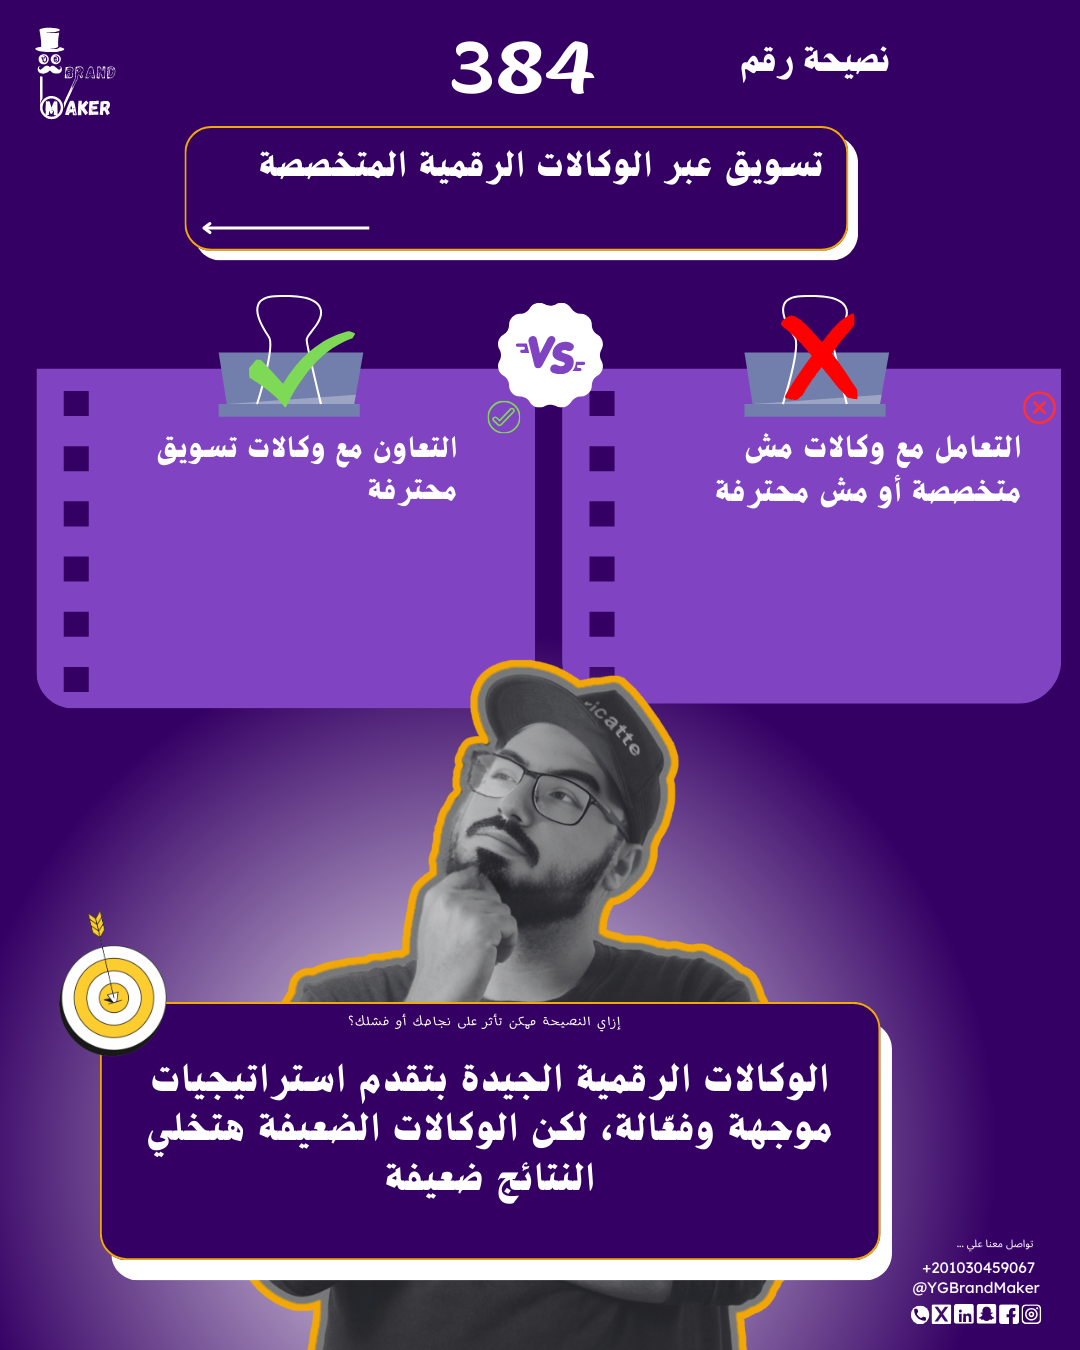 BRAND
MAKER
نصيحة رقم
384
تسويق عبر الوكالات الرقمية المتخصصة
VS
التعامل مع وكالات مش
متخصصة أو مش محترفة
التعاون مع وكالات تسويق
محترفة
icatte
إزاي النصيحة ممكن تأثر على نجاحك أو فشلك؟
الوكالات الرقمية الجيدة بتقدم استراتيجيات
موجهة وفعّالة، لكن الوكالات الضعيفة هتخلي
النتائج ضعيفة
تواصل معنا علي ...
+201030459067
@YGBrandMaker